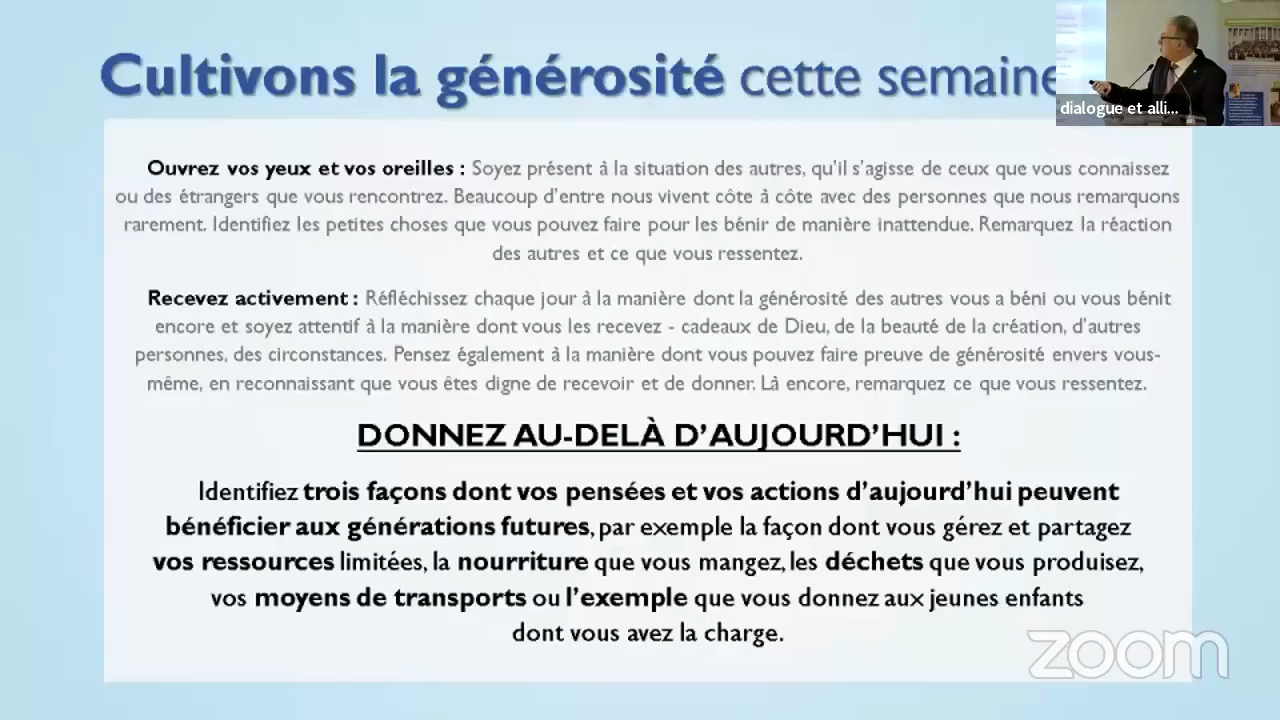 Cultivons la générosité cette semaine
dialogue et alli...
Ouvrez vos yeux et vos oreilles : Soyez présent à la situation des autres, qu'il s'agisse de ceux que vous connaissez
ou des étrangers que vous rencontrez. Beaucoup d'entre nous vivent côte à côte avec des personnes que nous remarquons
rarement. Identifiez les petites choses que vous pouvez faire pour les bénir de manière inattendue. Remarquez la réaction
des autres et ce que vous ressentez.
Recevez activement : Réfléchissez chaque jour à la manière dont la générosité des autres vous a béni ou vous bénit
encore et soyez attentif à la manière dont vous les recevez - cadeaux de Dieu, de la beauté de la création, d'autres
personnes, des circonstances. Pensez également à la manière dont vous pouvez faire preuve de générosité envers vous-
même, en reconnaissant que vous êtes digne de recevoir et de donner. Là encore, remarquez ce que vous ressentez.
DONNEZ AU-DELÀ D'AUJOURD'HUI :
Identifiez trois façons dont vos pensées et vos actions d'aujourd'hui peuvent
bénéficier aux générations futures, par exemple la façon dont vous gérez et partagez
vos ressources limitées, la nourriture que vous mangez, les déchets que vous produisez,
vos moyens de transports ou l'exemple que vous donnez aux jeunes enfants
dont vous avez la charge.
zoom